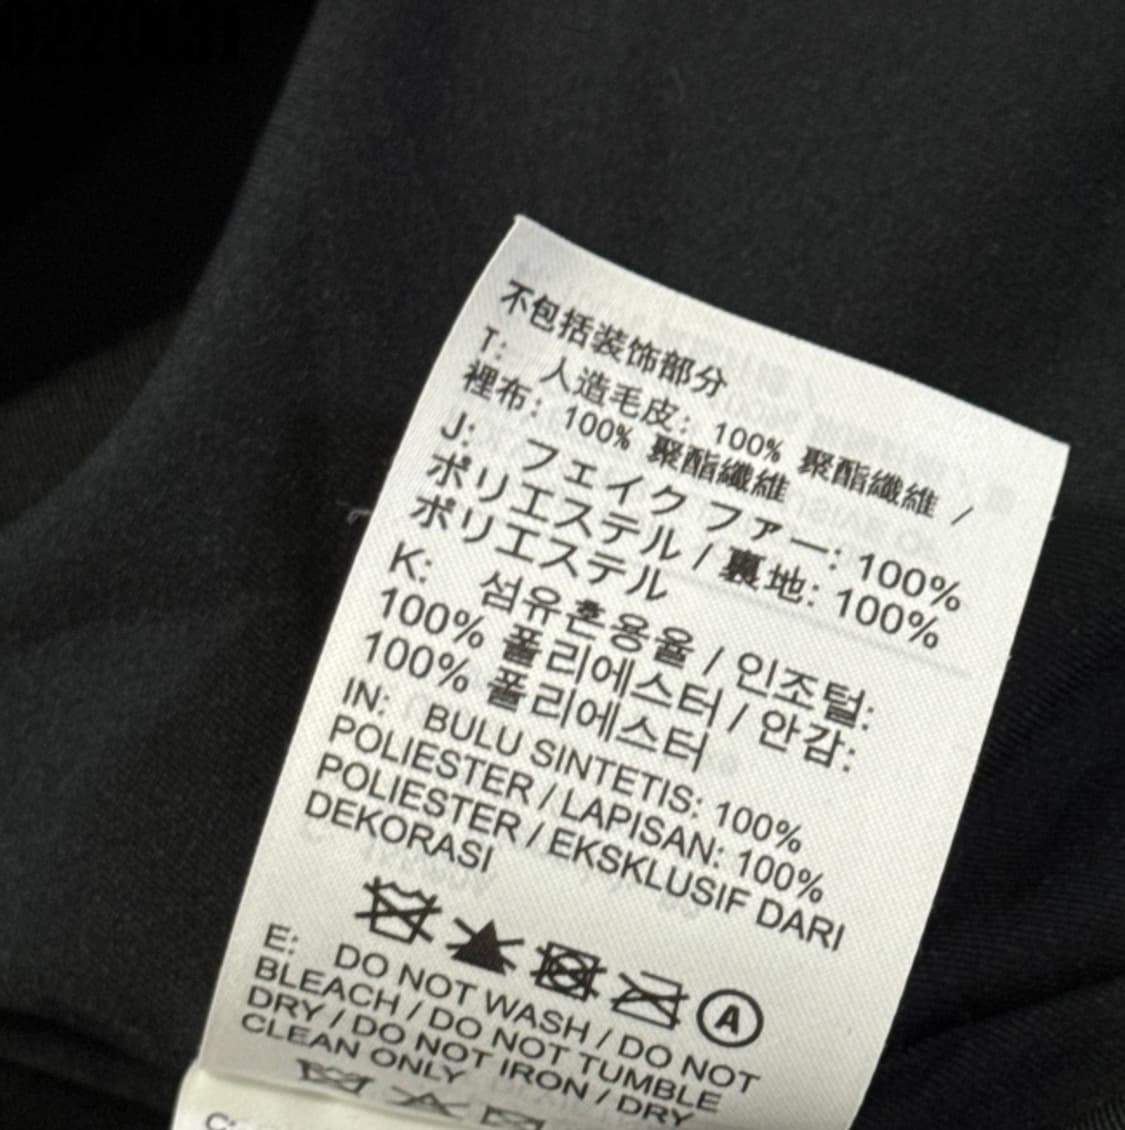 不包括装饰部分
T: 人造毛皮: 100% 聚酯纖維 /
裡布: 100% 聚酯纖維
J: フェイク ファー: 100%
ポリエステル / 裏地: 100%
ポリエステル
K: 섬유혼용율 / 인조털:
100% 폴리에스터 / 안감:
100% 폴리에스터
IN: BULU SINTETIS: 100%
POLIESTER / LAPISAN: 100%
POLIESTER / EKSKLUSIF DARI
DEKORASI
A
E: DO NOT WASH / DO NOT
BLEACH / DO NOT TUMBLE
DRY / DO NOT IRON / DRY
CLEAN ONLY